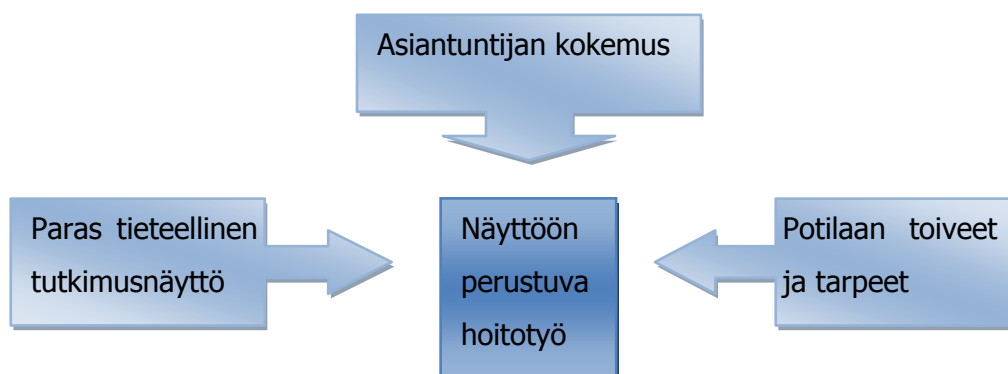 Asiantuntijan kokemus
Paras tieteellinen
tutkimusnäyttö
Näyttöön
perustuva
hoitotyö
Potilaan toiveet
ja tarpeet